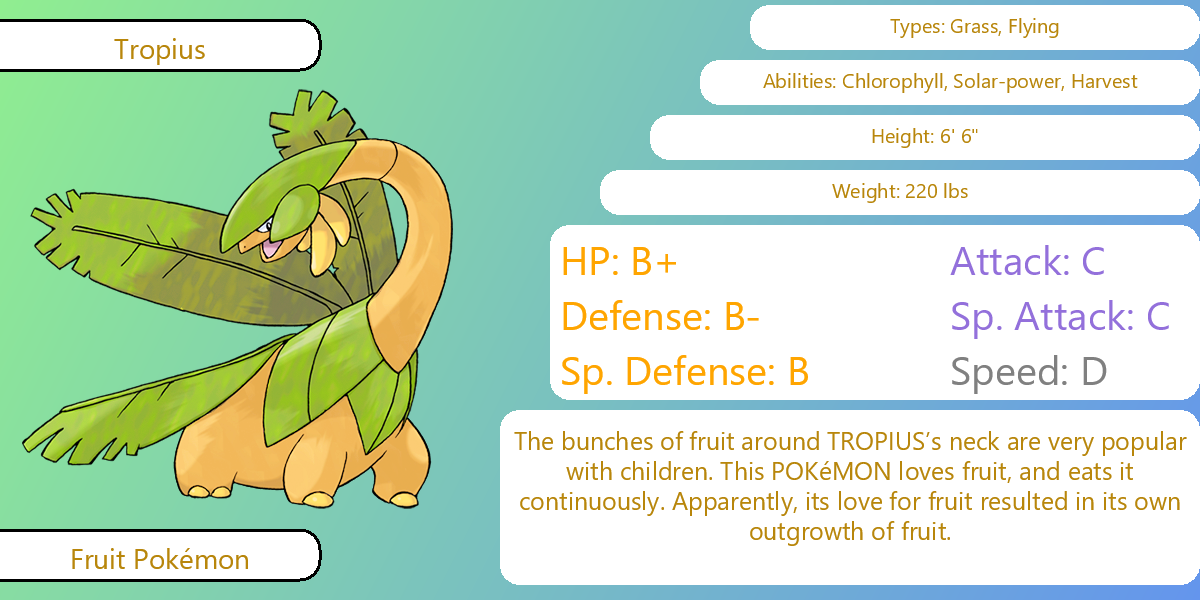 Tropius
Types: Grass, Flying
Abilities: Chlorophyll, Solar-power, Harvest
Height: 6' 6"
Weight: 220 lbs
HP: B+
Attack: C
Defense: B-
Sp. Attack: C
Sp. Defense: B
Speed: D
The bunches of fruit around TROPIUS’s neck are very popular
with children. This POKéMON loves fruit, and eats it
continuously. Apparently, its love for fruit resulted in its own
outgrowth of fruit.
Fruit Pokémon